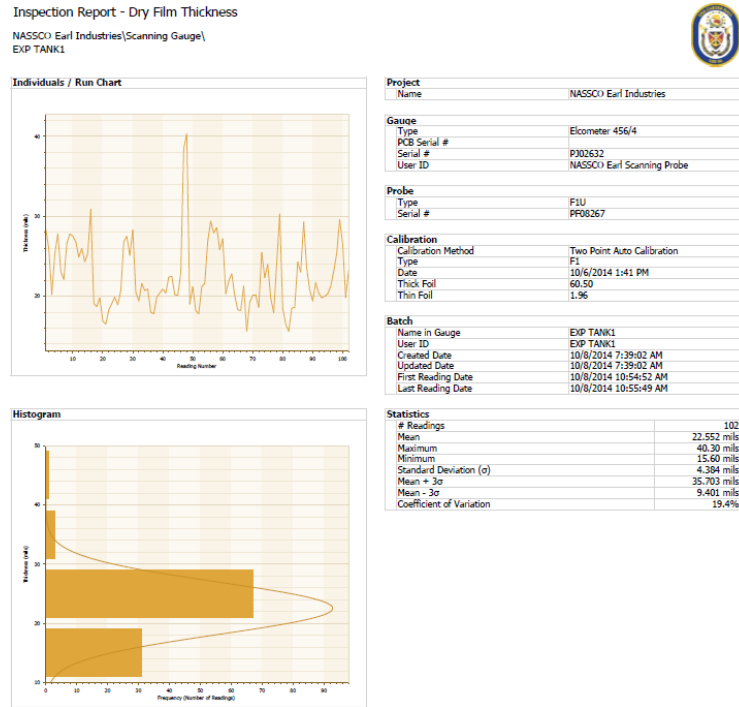 Inspection Report - Dry Film Thickness
NASSCO Earl Industries\Scanning Gauge\
EXP TANK1
Individuals / Run Chart
40
30
20
Thickness (mils)
10 20 30 40 50 60 70 80 90 100
Reading Number
Histogram
50
40
30
20
10
Thickness (mils)
0 10 20 30 40 50 60 70 80 90
Frequency (Number of Readings)
Project
Name NASSCO Earl Industries
Gauge
Type Elcometer 456/4
PCB Serial #
Serial # PJ02632
User ID NASSCO Earl Scanning Probe
Probe
Type F1U
Serial # PF08267
Calibration
Calibration Method Two Point Auto Calibration
Type F1
Date 10/6/2014 1:41 PM
Thick Foil 60.50
Thin Foil 1.96
Batch
Name in Gauge EXP TANK1
User ID EXP TANK1
Created Date 10/8/2014 7:39:02 AM
Updated Date 10/8/2014 7:39:02 AM
First Reading Date 10/8/2014 10:54:52 AM
Last Reading Date 10/8/2014 10:55:49 AM
Statistics
# Readings 102
Mean 22.552 mils
Maximum 40.30 mils
Minimum 15.60 mils
Standard Deviation (σ) 4.384 mils
Mean + 3σ 35.703 mils
Mean - 3σ 9.401 mils
Coefficient of Variation 19.4%